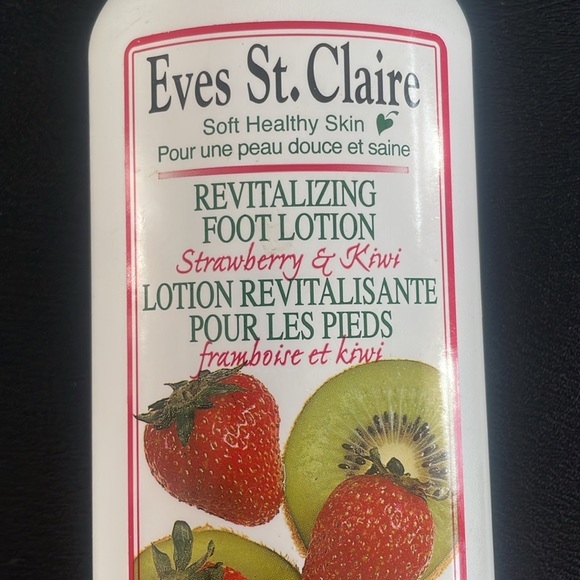 Eves St. Claire
Soft Healthy Skin
Pour une peau douce et saine
REVITALIZING
FOOT LOTION
Strawberry & Kiwi
LOTION REVITALISANTE
POUR LES PIEDS
framboise et kiwi